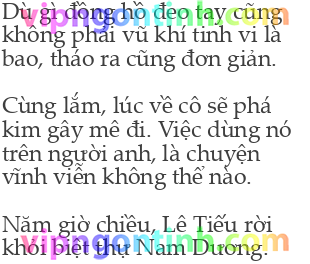 Dù gì đồng hồ đeo tay cũng
không phải vũ khí tinh vi là
bao, tháo ra cũng đơn giản.
Cùng lắm, lúc về cô sẽ phá
kim gây mê đi. Việc dùng nó
trên người anh, là chuyện
vĩnh viễn không thể nào.
Năm giờ chiều, Lê Tiếu rời
khỏi biệt thự Nam Dương.
vipngontinh.com
vipngontinh.com